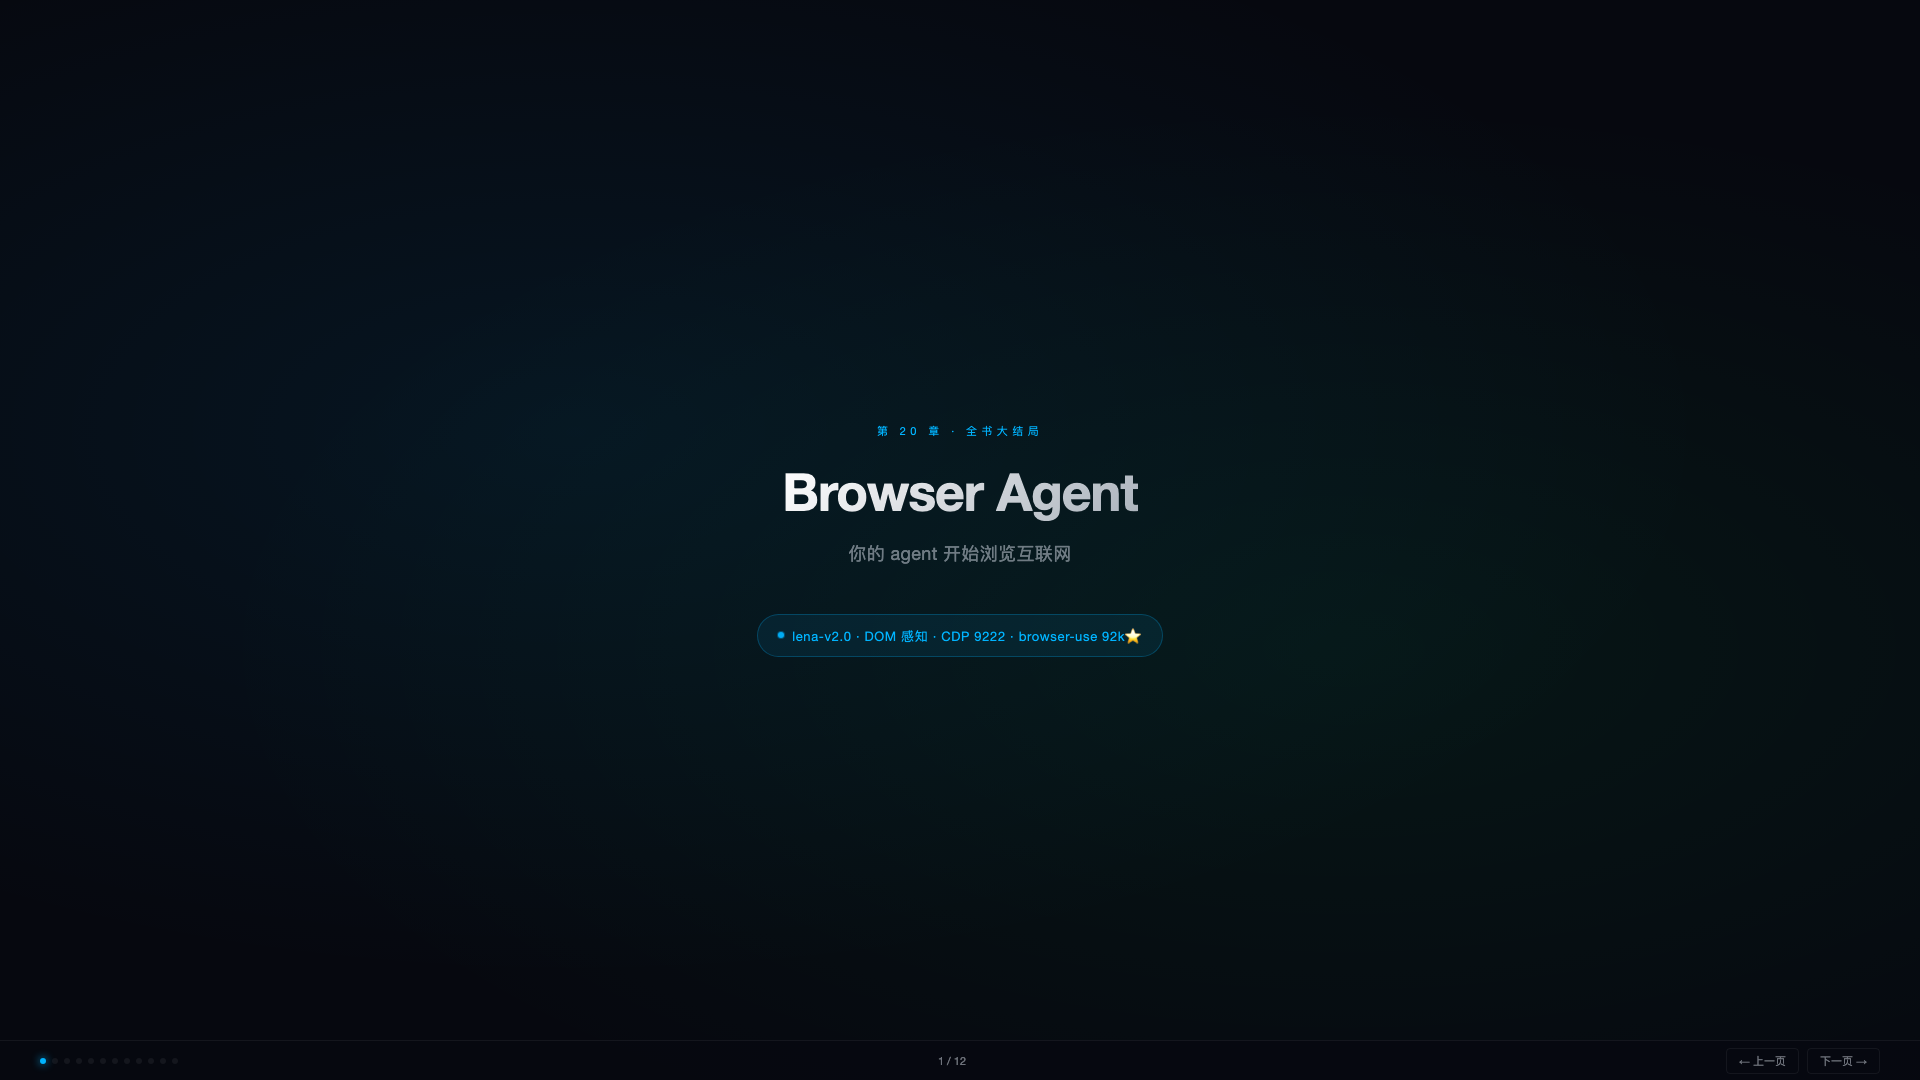 第 20 章 · 全书大结局
Browser Agent
你的 agent 开始浏览互联网
lena-v2.0 · DOM 感知 · CDP 9222 · browser-use 92k⭐
1 / 12
← 上一页
下一页 →